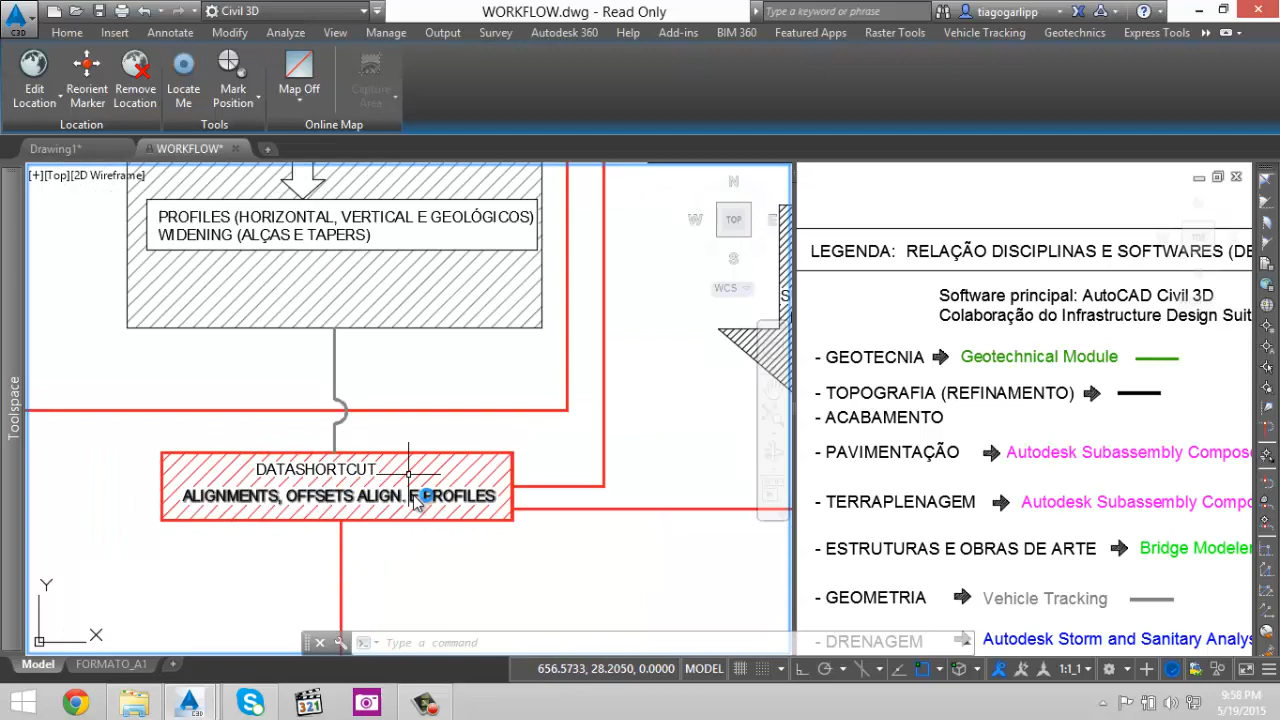 Civil 3D
WORKFLOW.dwg - Read Only
Type a keyword or phrase
tiagogarlipp
C3D
Home Insert Annotate Modify Analyze View Manage Output Survey Autodesk 360 Help Add-ins BIM 360 Featured Apps Raster Tools Vehicle Tracking Geotechnics Express Tools
Edit Location
Reorient Marker
Remove Location
Locate Me
Mark Position
Map Off
Capture Area
Location
Tools
Online Map
Drawing1*
WORKFLOW*
[+][Top][2D Wireframe]
PROFILES (HORIZONTAL, VERTICAL E GEOLÓGICOS)
WIDENING (ALÇAS E TAPERS)
N
W TOP E
S
WCS
Toolspace
DATASHORTCUT
ALIGNMENTS, OFFSETS ALIGN. E PROFILES
Y
X
LEGENDA: RELAÇÃO DISCIPLINAS E SOFTWARES (DE
Software principal: AutoCAD Civil 3D
Colaboração do Infrastructure Design Suit
- GEOTECNIA Geotechnical Module
- TOPOGRAFIA (REFINAMENTO)
- ACABAMENTO
- PAVIMENTAÇÃO Autodesk Subassembly Compose
- TERRAPLENAGEM Autodesk Subassembly Compo
- ESTRUTURAS E OBRAS DE ARTE Bridge Modeler
- GEOMETRIA Vehicle Tracking
- DRENAGEM Autodesk Storm and Sanitary Analys
Type a command
Model FORMATO_A1
656.5733, 28.2050, 0.0000 MODEL
1:1
321
9:58 PM
5/19/2015